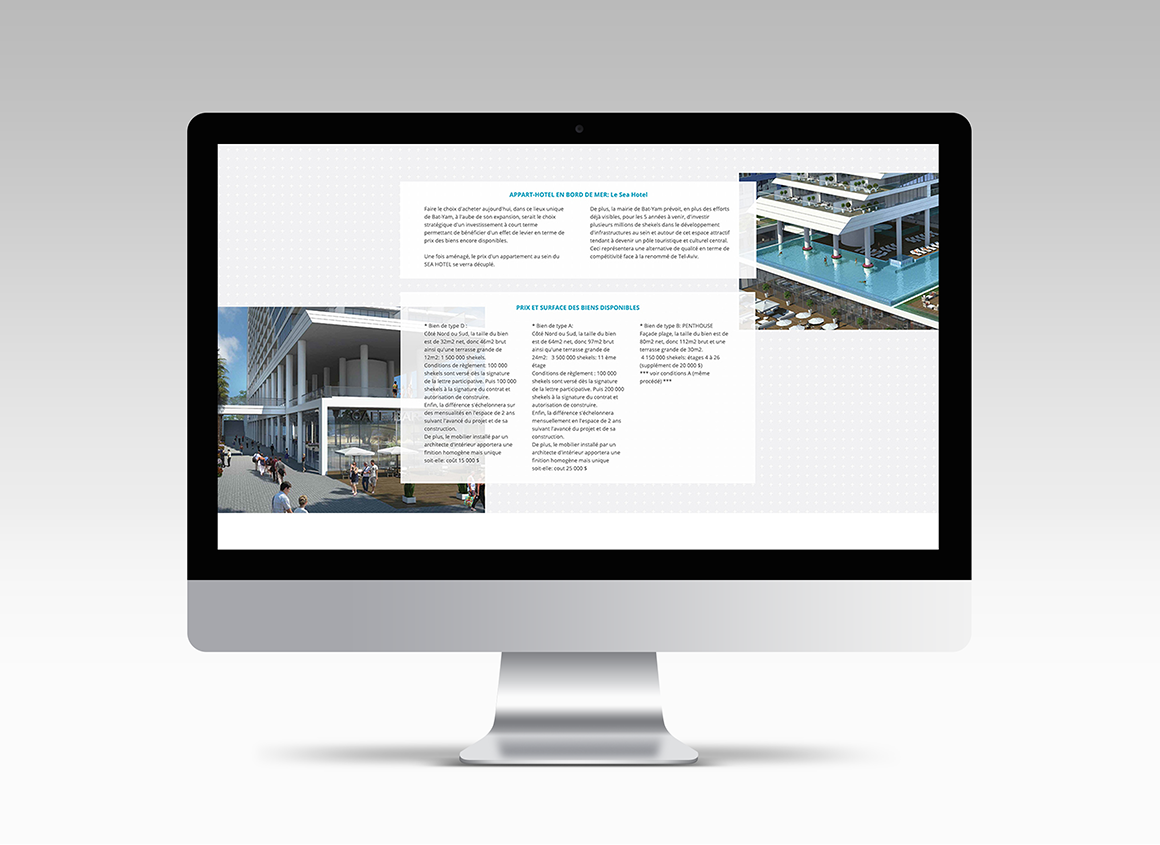 APPART-HOTEL EN BORD DE MER: Le Sea Hotel
Faire le choix d'acheter aujourd'hui, dans ce lieux unique
de Bat-Yam, à l'aube de son expansion, serait le choix
stratégique d'un investissement à court terme
permettant de bénéficier d'un effet de levier en terme de
prix des biens encore disponibles.
Une fois aménagé, le prix d'un appartement au sein du
SEA HOTEL se verra décuplé.
De plus, la mairie de Bat-Yam prévoit, en plus des efforts
déjà visibles, pour les 5 années à venir, d'investir
plusieurs millions de shekels dans le développement
d'infrastructures au sein et autour de cet espace attractif
tendant à devenir un pôle touristique et culturel central.
Ceci représentera une alternative de qualité en terme de
compétitivité face à la renommé de Tel-Aviv.
PRIX ET SURFACE DES BIENS DISPONIBLES
* Bien de type D :
Côté Nord ou Sud, la taille du bien
est de 32m2 net, donc 46m2 brut
ainsi qu'une terrasse grande de
12m2: 1 500 000 shekels.
Conditions de règlement: 100 000
shekels sont versé dès la signature
de la lettre participative. Puis 100 000
shekels à la signature du contrat et
autorisation de construire.
Enfin, la différence s'échelonnera sur
des mensualités en l'espace de 2 ans
suivant l'avancé du projet et de sa
construction.
De plus, le mobilier installé par un
architecte d'intérieur apportera une
finition homogène mais unique
soit-elle: coût 15 000 $
* Bien de type A:
Côté Nord ou Sud, la taille du bien
est de 64m2 net, donc 97m2 brut
ainsi qu'une terrasse grande de
24m2: 3 500 000 shekels: 11 ème
étage
Conditions de règlement : 100 000
shekels sont versé dès la signature
de la lettre participative. Puis 200 000
shekels à la signature du contrat et
autorisation de construire.
Enfin, la différence s'échelonera
mensuellement en l'espace de 2 ans
suivant l'avancé du projet et de sa
construction.
De plus, le mobilier installé par un
architecte d'intérieur apportera une
finition homogène mais unique
soit-elle: cout 25 000 $
* Bien de type B: PENTHOUSE
Façade plage, la taille du bien est de
80m2 net, donc 112m2 brut et une
terrasse grande de 30m2.
4 150 000 shekels: étages 4 à 26
(supplément de 20 000 $)
*** voir conditions A (même
procédé) ***